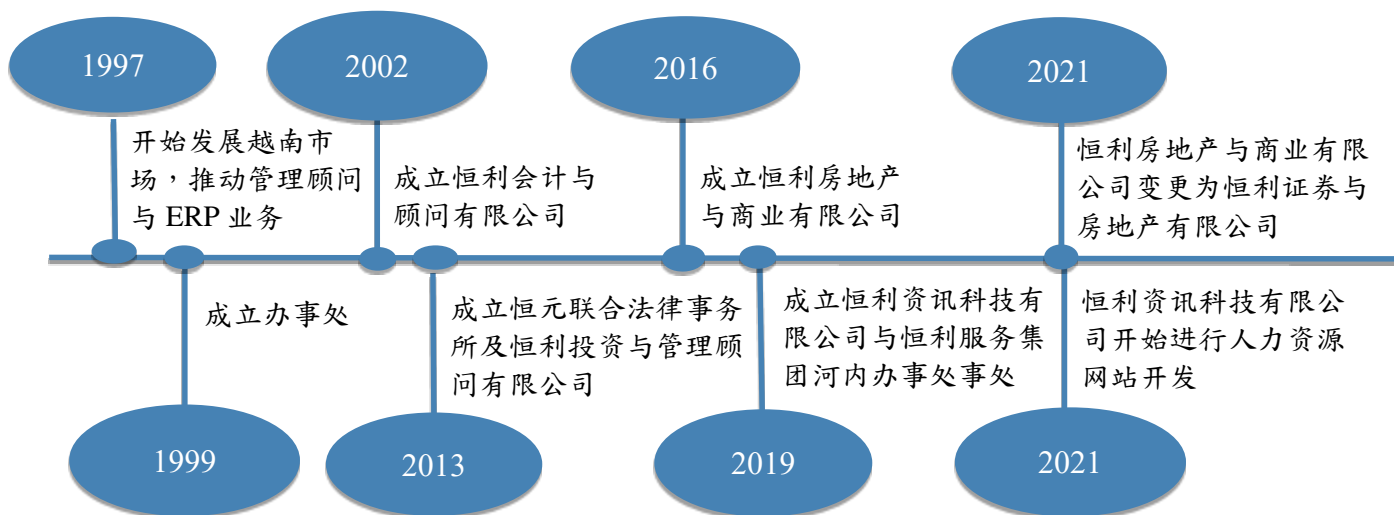 1997
开始发展越南市
场，推动管理顾问
与 ERP 业务
1999
成立办事处
2002
成立恒利会计与
顾问有限公司
2013
成立恒元联合法律事务
所及恒利投资与管理顾
问有限公司
2016
成立恒利房地产
与商业有限公司
2019
成立恒利资讯科技有
限公司与恒利服务集
团河内办事处事处
2021
恒利房地产与商业有限
公司变更为恒利证券与
房地产有限公司
2021
恒利资讯科技有限公
司开始进行人力资源
网站开发